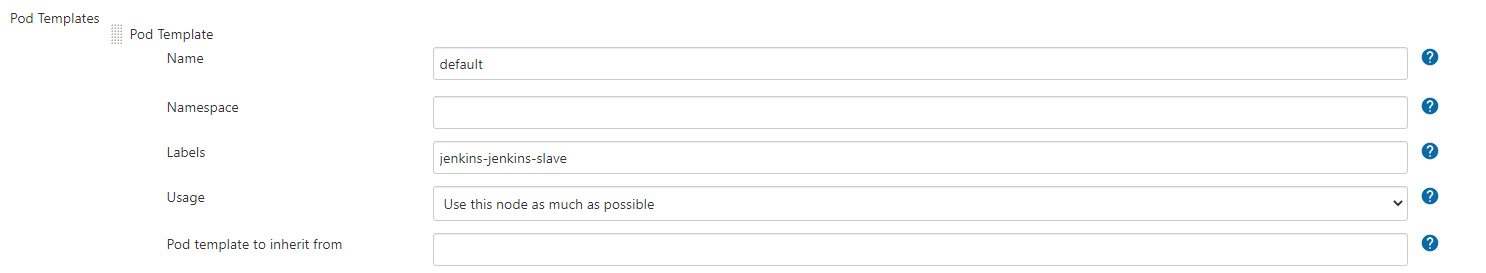 Pod Templates
Pod Template
Name
default
?
Namespace
?
Labels
jenkins-jenkins-slave
?
Usage
Use this node as much as possible
?
Pod template to inherit from
?